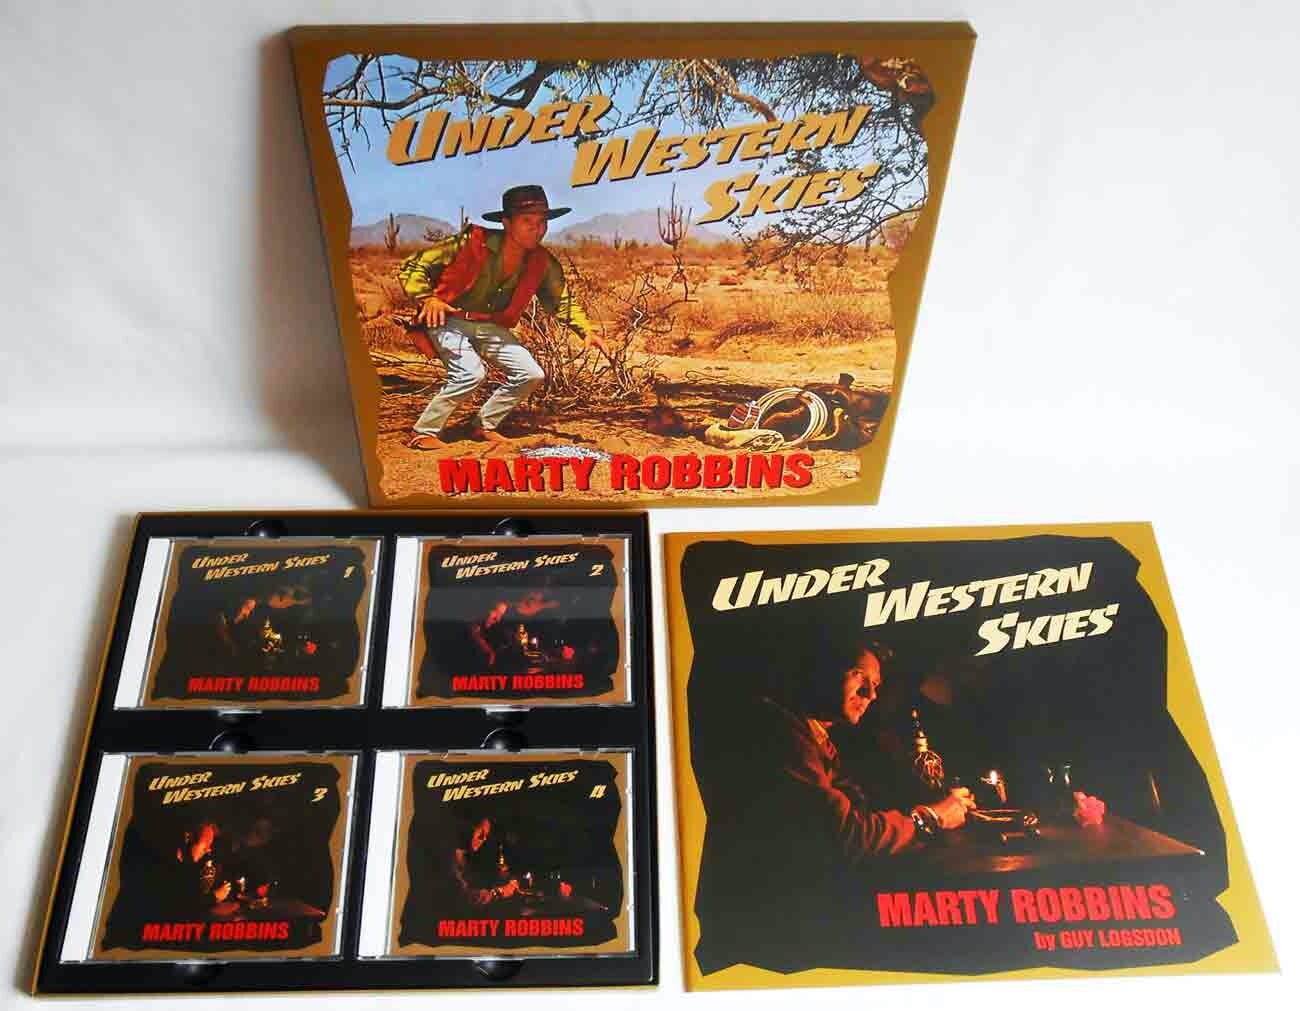 UNDER
WESTERN
SKIES
MARTY ROBBINS
UNDER
WESTERN SKIES
1
MARTY ROBBINS
UNDER
WESTERN SKIES
2
MARTY ROBBINS
UNDER
WESTERN SKIES
3
MARTY ROBBINS
UNDER
WESTERN SKIES
4
MARTY ROBBINS
UNDER
WESTERN
SKIES
MARTY ROBBINS
by GUY LOGSDON